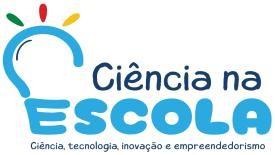 Ciência na
ESCOLA
Ciência, tecnologia, inovação e empreendedorismo